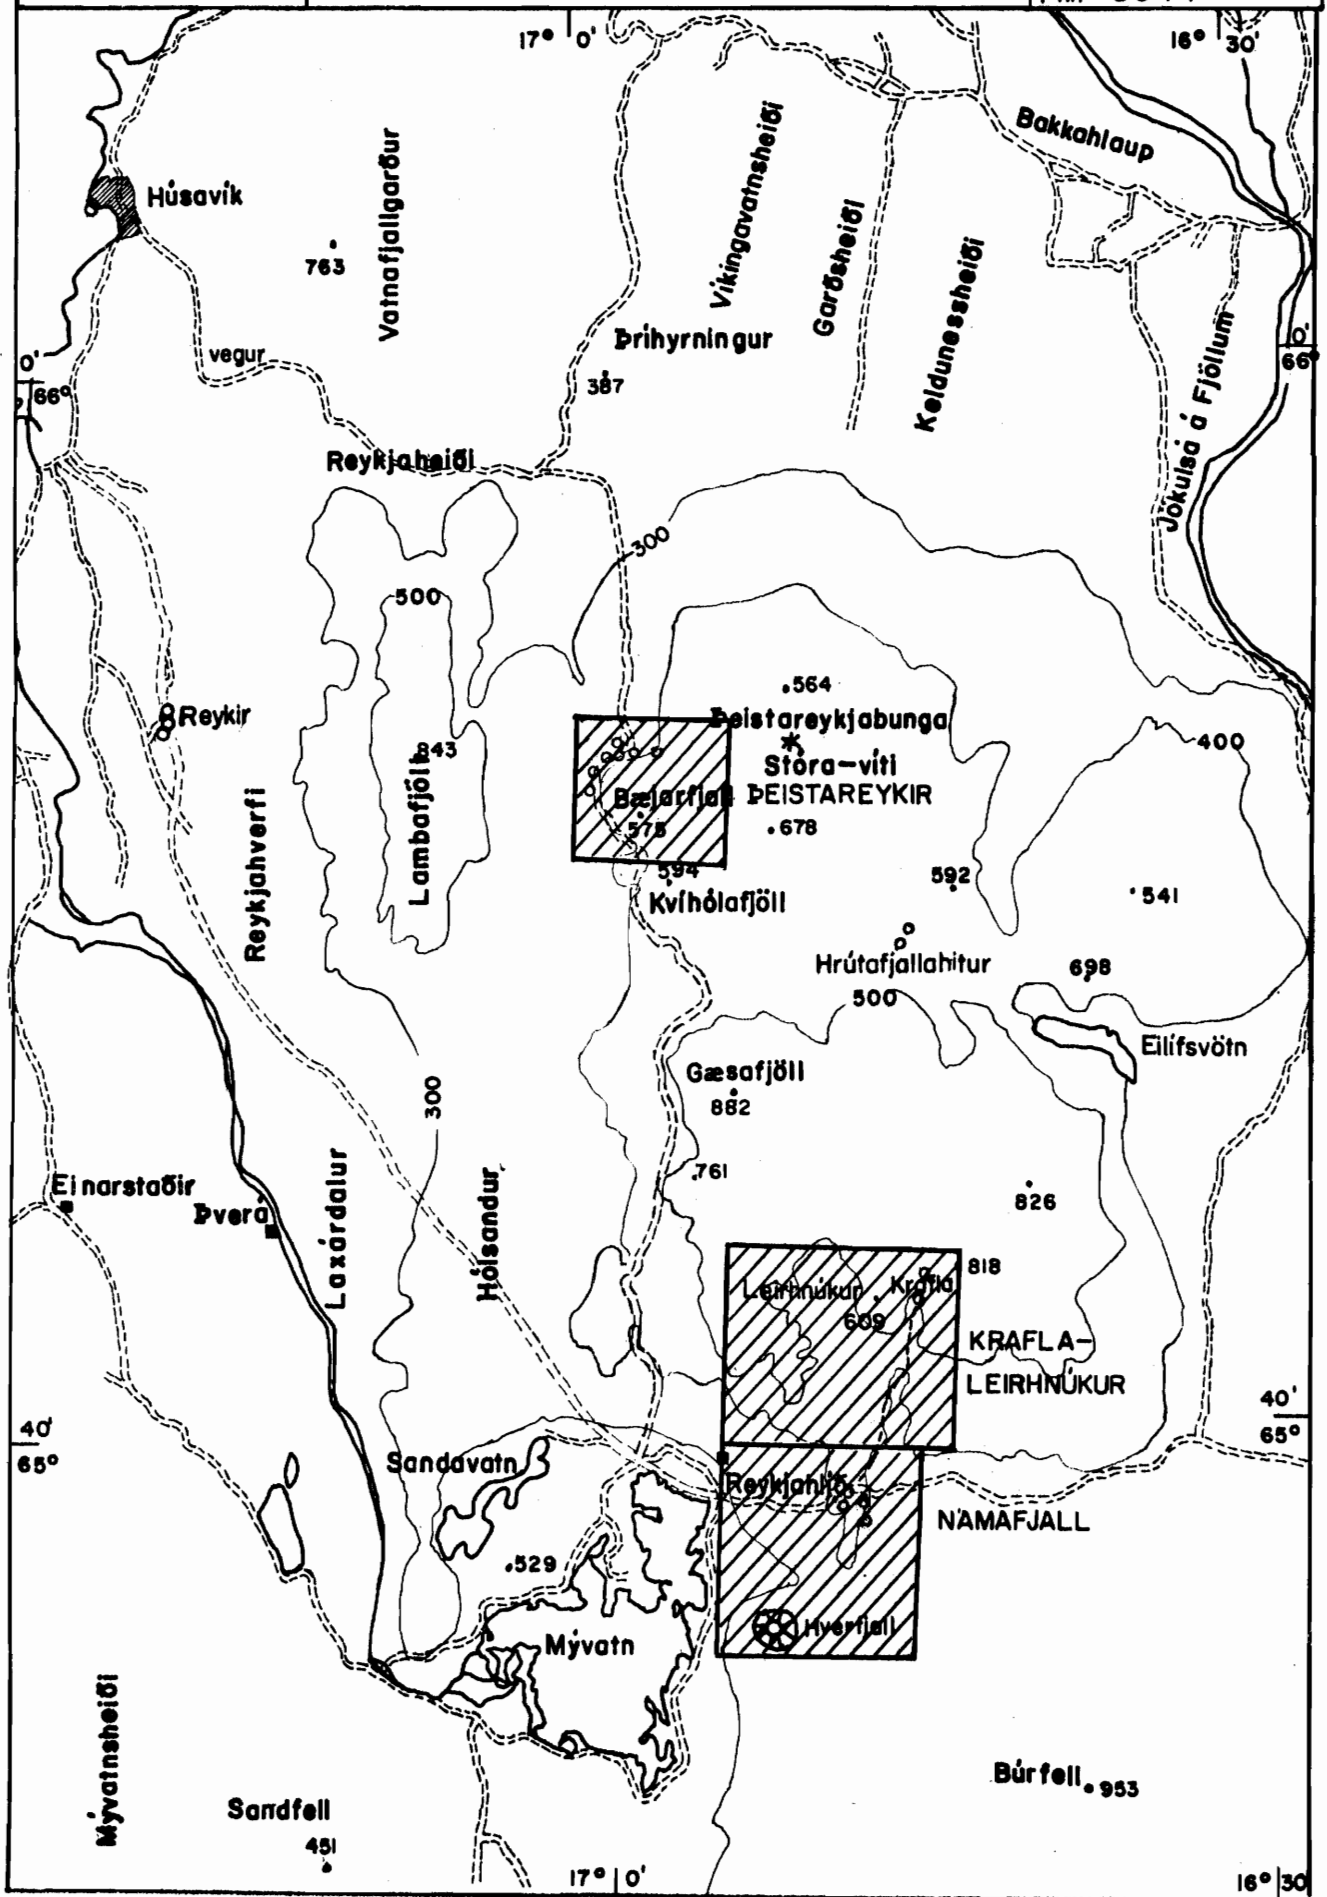 17° 0'
16° 30'
Bakkahlaup
Húsavík
Vatnafjallgarður
763
Víkingavatnsheiði
Garðsheiði
Keldunessheiði
Þríhyrningur
387
vegur
0'
66°
0'
66°
Jökulsá á Fjöllum
Reykjaheiði
300
500
.564
Reykir
Þeistareykjabunga
Stóra-víti
ÞEISTAREYKIR
400
843
Lambafjöll
Bæjarfjall
575
.678
Reykjahverfi
594
Kvíhólafjöll
592
.541
Hrútafjallahitur
698
500
Eilífsvötn
Gæsafjöll
882
300
.761
826
Einarstaðir
Þverá
Laxárdalur
Hólsandur
818
Leirhnúkur
Krafla
609
KRAFLA-
LEIRHNÚKUR
40'
65°
40'
65°
Sandavatn
Reykjahlíð
NÁMAFJALL
.529
Mývatn
Hverfjall
Mývatnsheiði
Búrfell
.953
Sandfell
451
17° 0'
16° 30